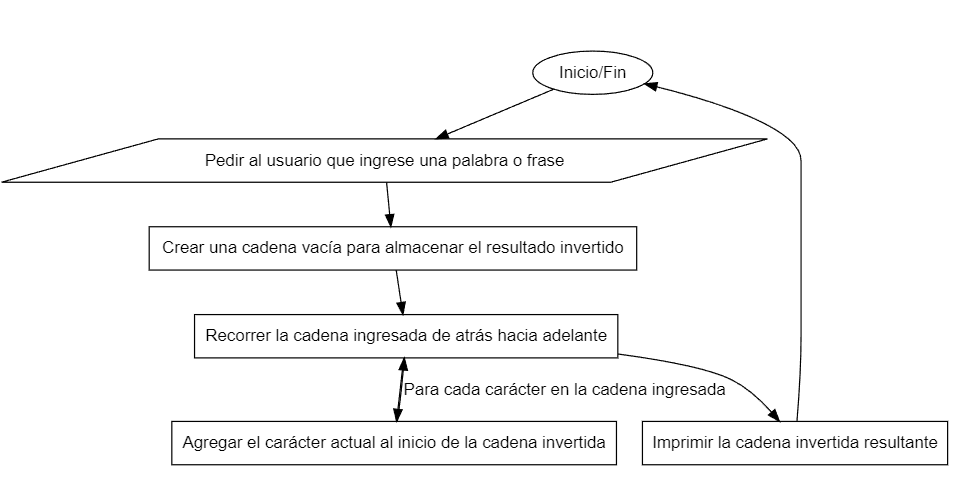 Inicio/Fin
Pedir al usuario que ingrese una palabra o frase
Crear una cadena vacía para almacenar el resultado invertido
Recorrer la cadena ingresada de atrás hacia adelante
Para cada carácter en la cadena ingresada
Agregar el carácter actual al inicio de la cadena invertida
Imprimir la cadena invertida resultante